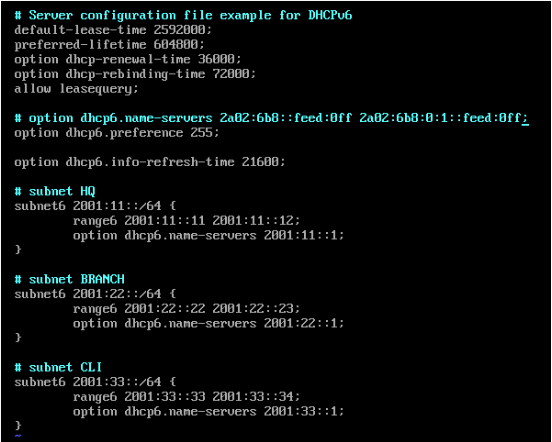 # Server configuration file example for DHCPv6
default-lease-time 2592000;
preferred-lifetime 604800;
option dhcp-renewal-time 36000;
option dhcp-rebinding-time 72000;
allow leasequery;
# option dhcp6.name-servers 2a02:6b8::feed:0ff 2a02:6b8:0:1::feed:0ff;
option dhcp6.preference 255;
option dhcp6.info-refresh-time 21600;
# subnet HQ
subnet6 2001:11::/64 {
range6 2001:11::11 2001:11::12;
option dhcp6.name-servers 2001:11::1;
}
# subnet BRANCH
subnet6 2001:22::/64 {
range6 2001:22::22 2001:22::23;
option dhcp6.name-servers 2001:22::1;
}
# subnet CLI
subnet6 2001:33::/64 {
range6 2001:33::33 2001:33::34;
option dhcp6.name-servers 2001:33::1;
}
~